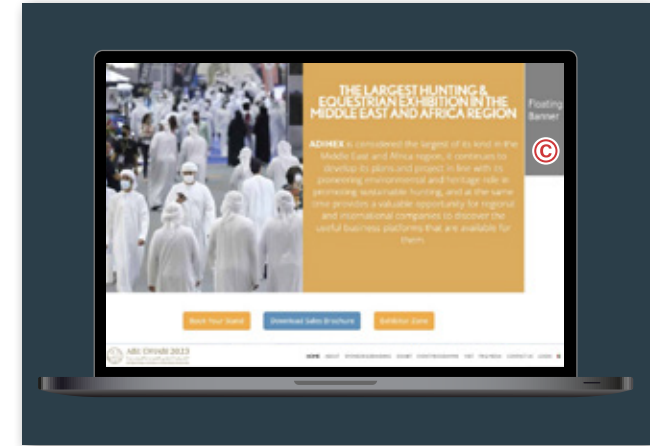 THE LARGEST HUNTING &
EQUESTRIAN EXHIBITION IN THE
MIDDLE EAST AND AFRICA REGION
ADIHEX is considered the largest of its kind in the
Middle East and Africa region, it continues to
develop its plans and project in line with its
pioneering environmental and heritage role in
promoting sustainable hunting, and at the same
time provides a valuable opportunity for regional
and international companies to discover the
useful business platforms that are available for
them.
Floating
Banner
©
Book Your Stand
Download Sales Brochure
Exhibitor Zone
ABU DHABI 2023
HOME ABOUT EXHIBIT VISIT CONTACT US